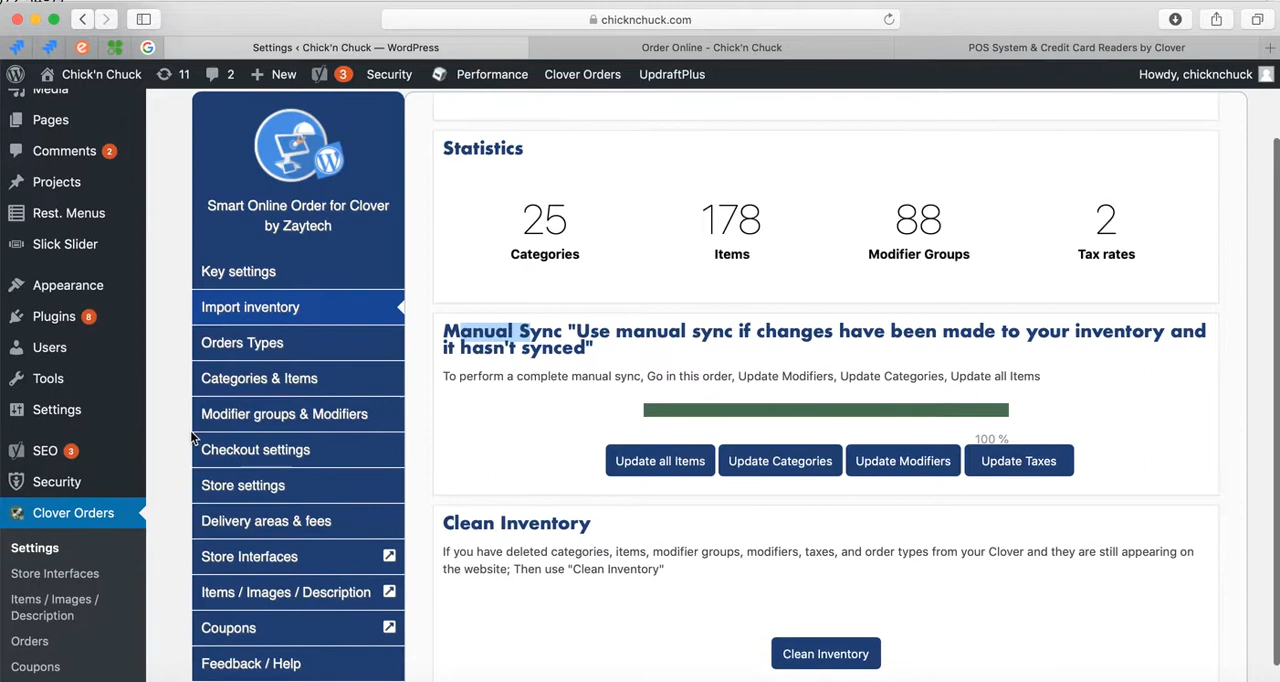 chicknchuck.com
Settings ‹ Chick'n Chuck — WordPress
Order Online - Chick'n Chuck
POS System & Credit Card Readers by Clover
Chick'n Chuck
11
2
New
3
Security
Performance
Clover Orders
UpdraftPlus
Howdy, chicknchuck
Media
Pages
Comments 2
Projects
Rest. Menus
Slick Slider
Appearance
Plugins 8
Users
Tools
Settings
SEO 3
Security
Clover Orders
Settings
Store Interfaces
Items / Images /
Description
Orders
Coupons
Smart Online Order for Clover
by Zaytech
Key settings
Import inventory
Orders Types
Categories & Items
Modifier groups & Modifiers
Checkout settings
Store settings
Delivery areas & fees
Store Interfaces
Items / Images / Description
Coupons
Feedback / Help
Statistics
25
Categories
178
Items
88
Modifier Groups
2
Tax rates
Manual Sync "Use manual sync if changes have been made to your inventory and
it hasn't synced"
To perform a complete manual sync, Go in this order, Update Modifiers, Update Categories, Update all Items
100 %
Update all Items
Update Categories
Update Modifiers
Update Taxes
Clean Inventory
If you have deleted categories, items, modifier groups, modifiers, taxes, and order types from your Clover and they are still appearing on
the website; Then use "Clean Inventory"
Clean Inventory